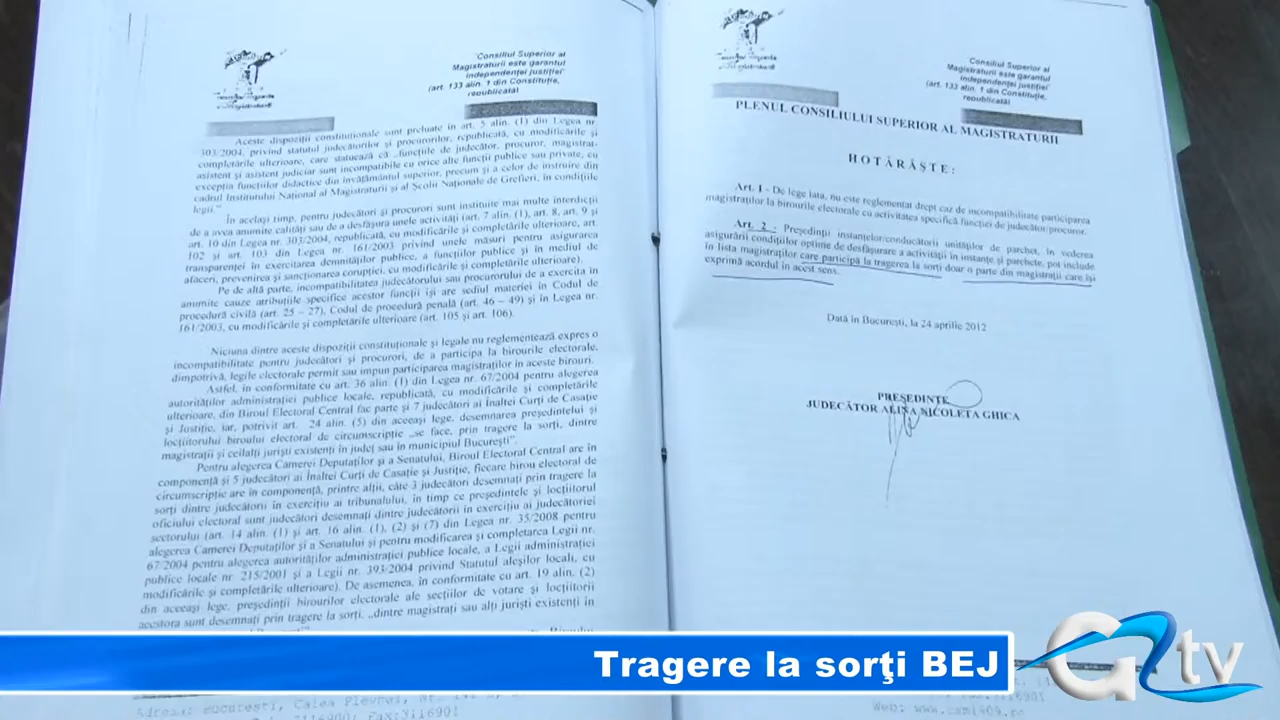 "Consiliul Superior al
Magistraturii este garantul
independenței justiției"
(art. 133 alin. 1 din Constituție,
republicată)
Aceste dispoziții constituționale sunt preluate în art. 5 alin. (1) din Legea nr.
303/2004, privind statutul judecătorilor și procurorilor, republicată, cu modificările și
completările ulterioare, care statuează că „funcțiile de judecător, procuror, magistrat-
asistent și asistent judiciar sunt incompatibile cu orice alte funcții publice sau private, cu
excepția funcțiilor didactice din învățământul superior, precum și a celor de instruire din
cadrul Institutului Național al Magistraturii și al Școlii Naționale de Grefieri, în condițiile
legii."
În același timp, pentru judecători și procurori sunt instituite mai multe interdicții
de a avea anumite calități sau de a desfășura unele activități (art. 7 alin. (1), art. 8, art. 9 și
art. 10 din Legea nr. 303/2004, republicată, cu modificările și completările ulterioare, art.
102 și art. 103 din Legea nr. 161/2003 privind unele măsuri pentru asigurarea
transparenței în exercitarea demnităților publice, a funcțiilor publice și în mediul de
afaceri, prevenirea și sancționarea corupției, cu modificările și completările ulterioare).
Pe de altă parte, incompatibilitatea judecătorului sau procurorului de a exercita în
anumite cauze atribuțiile specifice acestor funcții își are sediul materiei în Codul de
procedură civilă (art. 25 – 27), Codul de procedură penală (art. 46 – 49) și în Legea nr.
161/2003, cu modificările și completările ulterioare (art. 105 și art. 106).
Niciuna dintre aceste dispoziții constituționale și legale nu reglementează expres o
incompatibilitate pentru judecători și procurori, de a participa la birourile electorale,
dimpotrivă, legile electorale permit sau impun participarea magistraților în aceste birouri.
Astfel, în conformitate cu art. 36 alin. (1) din Legea nr. 67/2004 pentru alegerea
autorităților administrației publice locale, republicată, cu modificările și completările
ulterioare, din Biroul Electoral Central fac parte și 7 judecători ai Înaltei Curți de Casație
și Justiție, iar, potrivit art. 24 alin. (5) din aceeași lege, desemnarea președintelui și
locțiitorul biroului electoral de circumscripție „se face, prin tragere la sorți, dintre
magistrații și ceilalți juriști existenți în județ sau în municipiul București".
Pentru alegerea Camerei Deputaților și a Senatului, Biroul Electoral Central are în
componență și 5 judecători ai Înaltei Curți de Casație și Justiție, fiecare birou electoral de
circumscripție are în componență, printre alții, câte 3 judecători desemnați prin tragere la
sorți dintre judecătorii în exercițiu ai tribunalului, în timp ce președintele și locțiitorul
oficiului electoral sunt judecători desemnați dintre judecătorii în exercițiu ai judecătoriei
sectorului (art. 14 alin. (1) și art. 16 alin. (1), (2) și (7) din Legea nr. 35/2008 pentru
alegerea Camerei Deputaților și a Senatului și pentru modificarea și completarea Legii nr.
67/2004 pentru alegerea autorităților administrației publice locale, a Legii administrației
publice locale nr. 215/2001 și a Legii nr. 393/2004 privind Statutul aleșilor locali, cu
modificările și completările ulterioare). De asemenea, în conformitate cu art. 19 alin. (2)
din aceeași lege, președinții birourilor electorale ale secțiilor de votare și locțiitorii
acestora sunt desemnați prin tragere la sorți, „dintre magistrați sau alți juriști existenți în
Adresa: București, Calea Plevnei, nr. 141
Fax:3116901
Consiliul Superior al
Magistraturii este garantul
independenței justiției"
(art. 133 alin. 1 din Constituție,
republicată)
PLENUL CONSILIULUI SUPERIOR AL MAGISTRATURII
HOTĂRĂȘTE:
Art. 1 - De lege lata, nu este reglementat drept caz de incompatibilitate participarea
magistraților la birourile electorale cu activitatea specifică funcției de judecător/procuror.
Art. 2 - Președinții instanțelor/conducătorii unităților de parchet, în vederea
asigurării condițiilor optime de desfășurare a activității în instanțe și parchete, pot include
în lista magistraților care participă la tragerea la sorți doar o parte din magistrații care își
exprimă acordul în acest sens.
Dată în București, la 24 aprilie 2012
PREȘEDINTE
JUDECĂTOR ALINA NICOLETA GHICA
Web: www.csm1909.ro
Tragere la sorţi BEJ
G2 tv